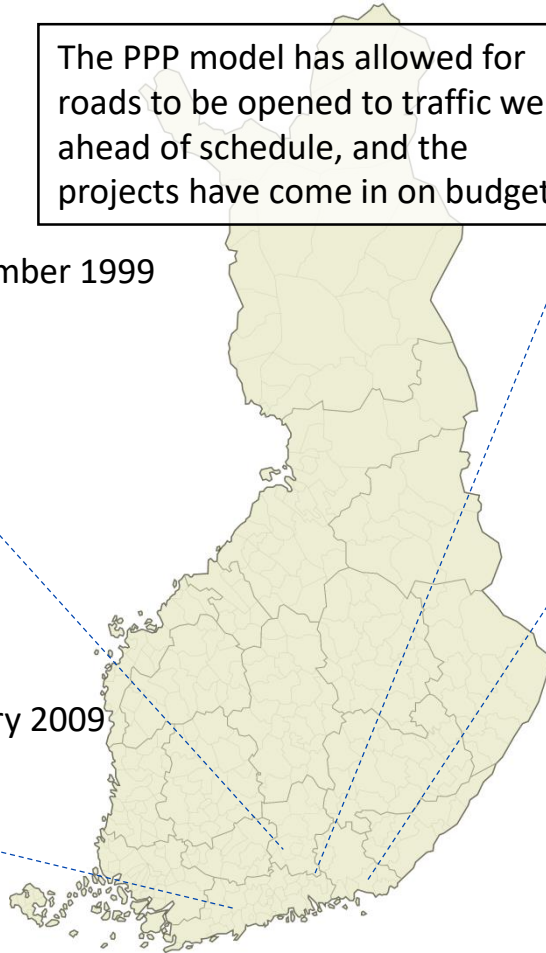 The PPP model has allowed for
roads to be opened to traffic we
ahead of schedule, and the
projects have come in on budget
mber 1999
ry 2009